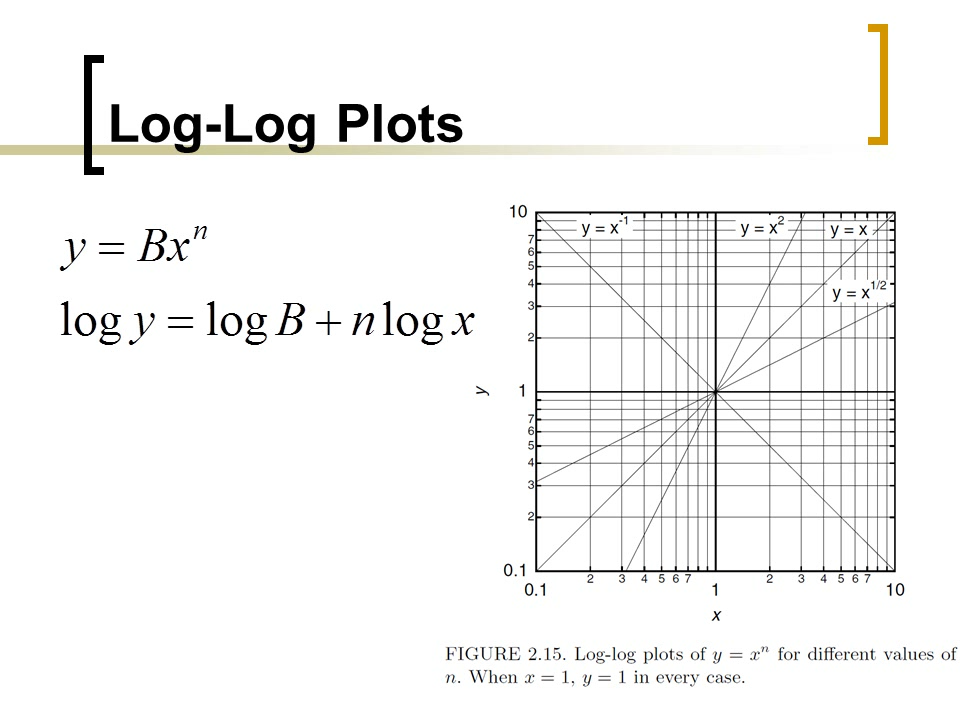 Log-Log Plots
y = Bxⁿ
log y = log B + n log x
10
7
6
5
4
3
2
1
7
6
5
4
3
2
0.1
y
y = x⁻¹
y = x²
y = x
y = x¹ᐟ²
2 3 4 5 6 7 2 3 4 5 6 7
0.1 1 10
x
FIGURE 2.15. Log-log plots of y = xⁿ for different values of
n. When x = 1, y = 1 in every case.